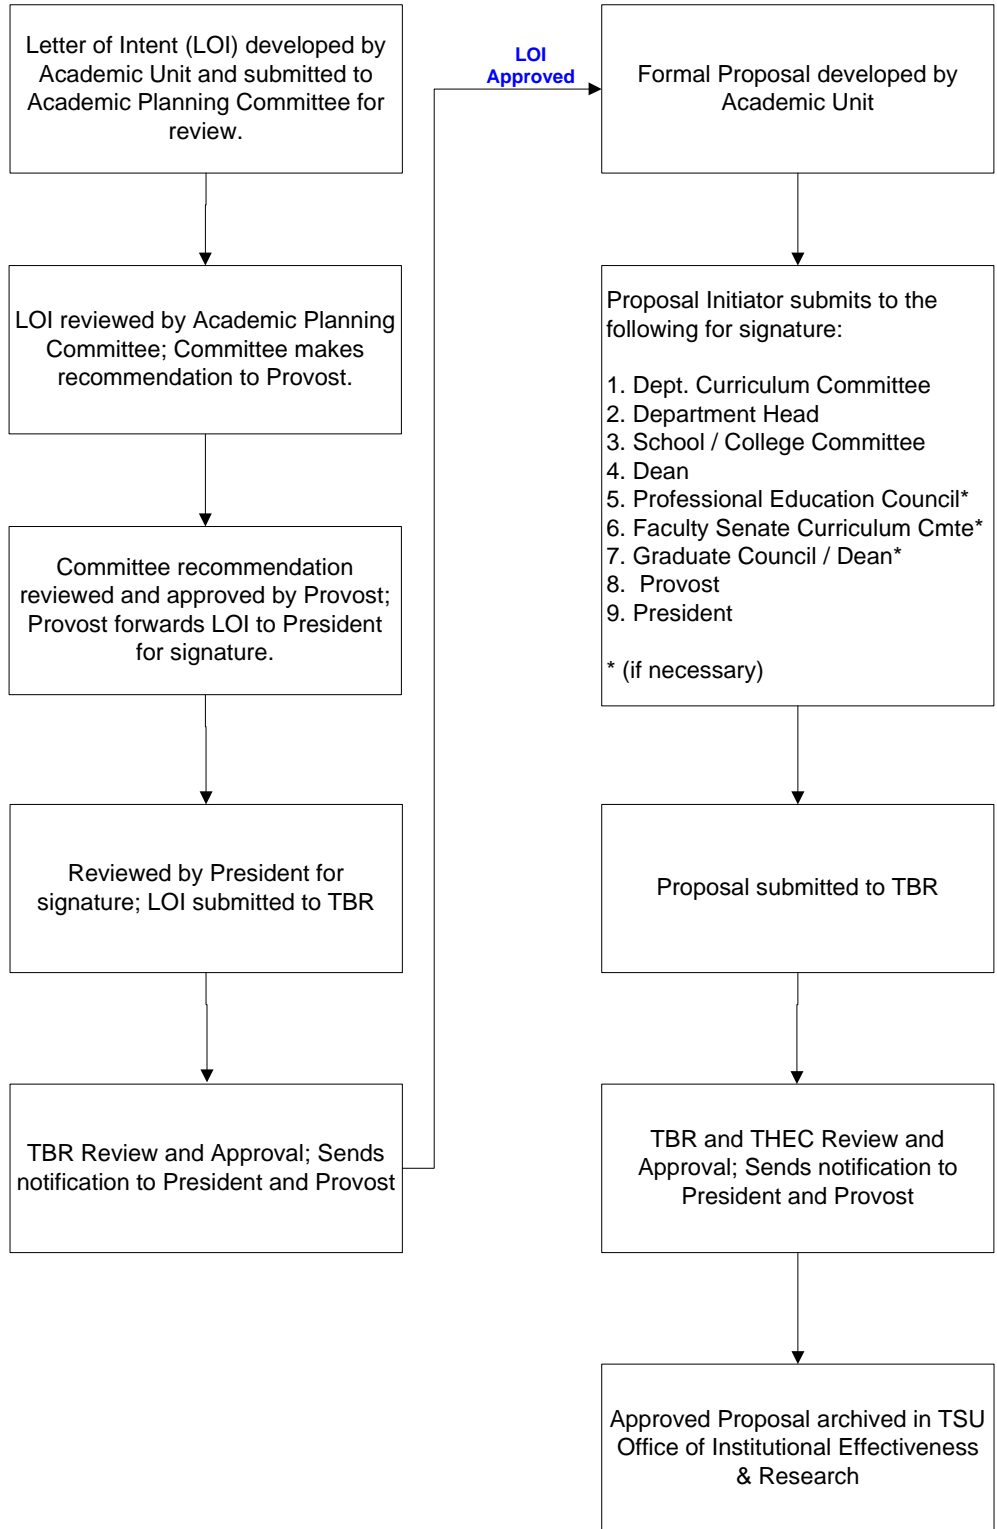 Letter of Intent (LOI) developed by
Academic Unit and submitted to
Academic Planning Committee for
review.
LOI reviewed by Academic Planning
Committee; Committee makes
recommendation to Provost.
Committee recommendation
reviewed and approved by Provost;
Provost forwards LOI to President
for signature.
Reviewed by President for
signature; LOI submitted to TBR
TBR Review and Approval; Sends
notification to President and Provost
LOI
Approved
Formal Proposal developed by
Academic Unit
Proposal Initiator submits to the
following for signature:
1. Dept. Curriculum Committee
2. Department Head
3. School / College Committee
4. Dean
5. Professional Education Council*
6. Faculty Senate Curriculum Cmte*
7. Graduate Council / Dean*
8.  Provost
9. President
* (if necessary)
Proposal submitted to TBR
TBR and THEC Review and
Approval; Sends notification to
President and Provost
Approved Proposal archived in TSU
Office of Institutional Effectiveness
& Research